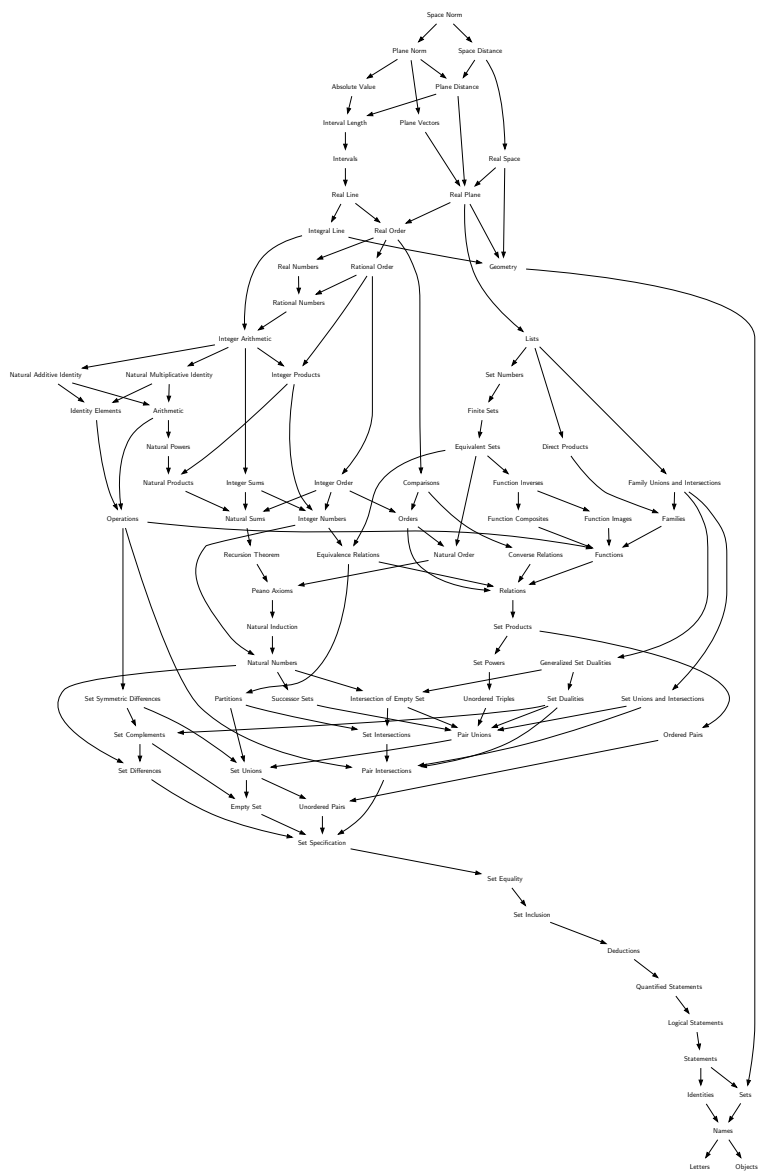 Space Norm
Plane Norm
Space Distance
Absolute Value
Plane Distance
Interval Length
Plane Vectors
Intervals
Real Space
Real Line
Real Plane
Integral Line
Real Order
Real Numbers
Rational Order
Geometry
Rational Numbers
Integer Arithmetic
Lists
Natural Additive Identity
Natural Multiplicative Identity
Integer Products
Set Numbers
Identity Elements
Arithmetic
Finite Sets
Natural Powers
Equivalent Sets
Direct Products
Natural Products
Integer Sums
Integer Order
Comparisons
Function Inverses
Family Unions and Intersections
Operations
Natural Sums
Integer Numbers
Orders
Function Composites
Function Images
Families
Recursion Theorem
Equivalence Relations
Natural Order
Converse Relations
Functions
Peano Axioms
Relations
Natural Induction
Set Products
Natural Numbers
Set Powers
Generalized Set Dualities
Set Symmetric Differences
Partitions
Successor Sets
Intersection of Empty Set
Unordered Triples
Set Dualities
Set Unions and Intersections
Set Complements
Set Intersections
Pair Unions
Ordered Pairs
Set Differences
Set Unions
Pair Intersections
Empty Set
Unordered Pairs
Set Specification
Set Equality
Set Inclusion
Deductions
Quantified Statements
Logical Statements
Statements
Identities
Sets
Names
Letters
Objects